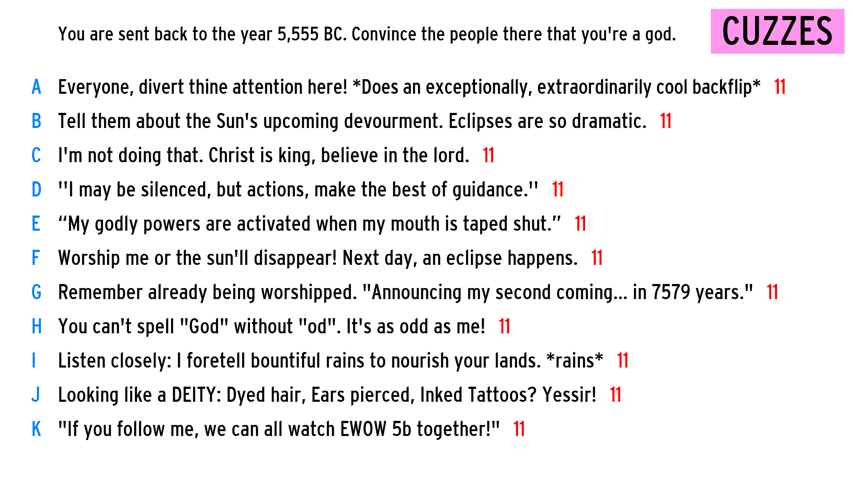 You are sent back to the year 5,555 BC. Convince the people there that you're a god.
CUZZES
A Everyone, divert thine attention here! *Does an exceptionally, extraordinarily cool backflip* 11
B Tell them about the Sun's upcoming devourment. Eclipses are so dramatic. 11
C I'm not doing that. Christ is king, believe in the lord. 11
D ''I may be silenced, but actions, make the best of guidance.'' 11
E “My godly powers are activated when my mouth is taped shut.” 11
F Worship me or the sun'll disappear! Next day, an eclipse happens. 11
G Remember already being worshipped. "Announcing my second coming... in 7579 years." 11
H You can't spell "God" without "od". It's as odd as me! 11
I Listen closely: I foretell bountiful rains to nourish your lands. *rains* 11
J Looking like a DEITY: Dyed hair, Ears pierced, Inked Tattoos? Yessir! 11
K "If you follow me, we can all watch EWOW 5b together!" 11